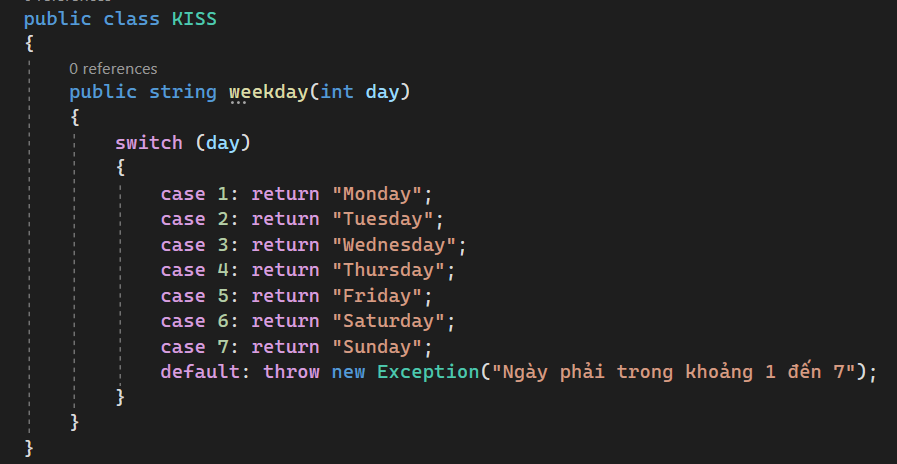 public class KISS
{
0 references
public string weekday(int day)
{
switch (day)
{
case 1: return "Monday";
case 2: return "Tuesday";
case 3: return "Wednesday";
case 4: return "Thursday";
case 5: return "Friday";
case 6: return "Saturday";
case 7: return "Sunday";
default: throw new Exception("Ngày phải trong khoảng 1 đến 7");
}
}
}